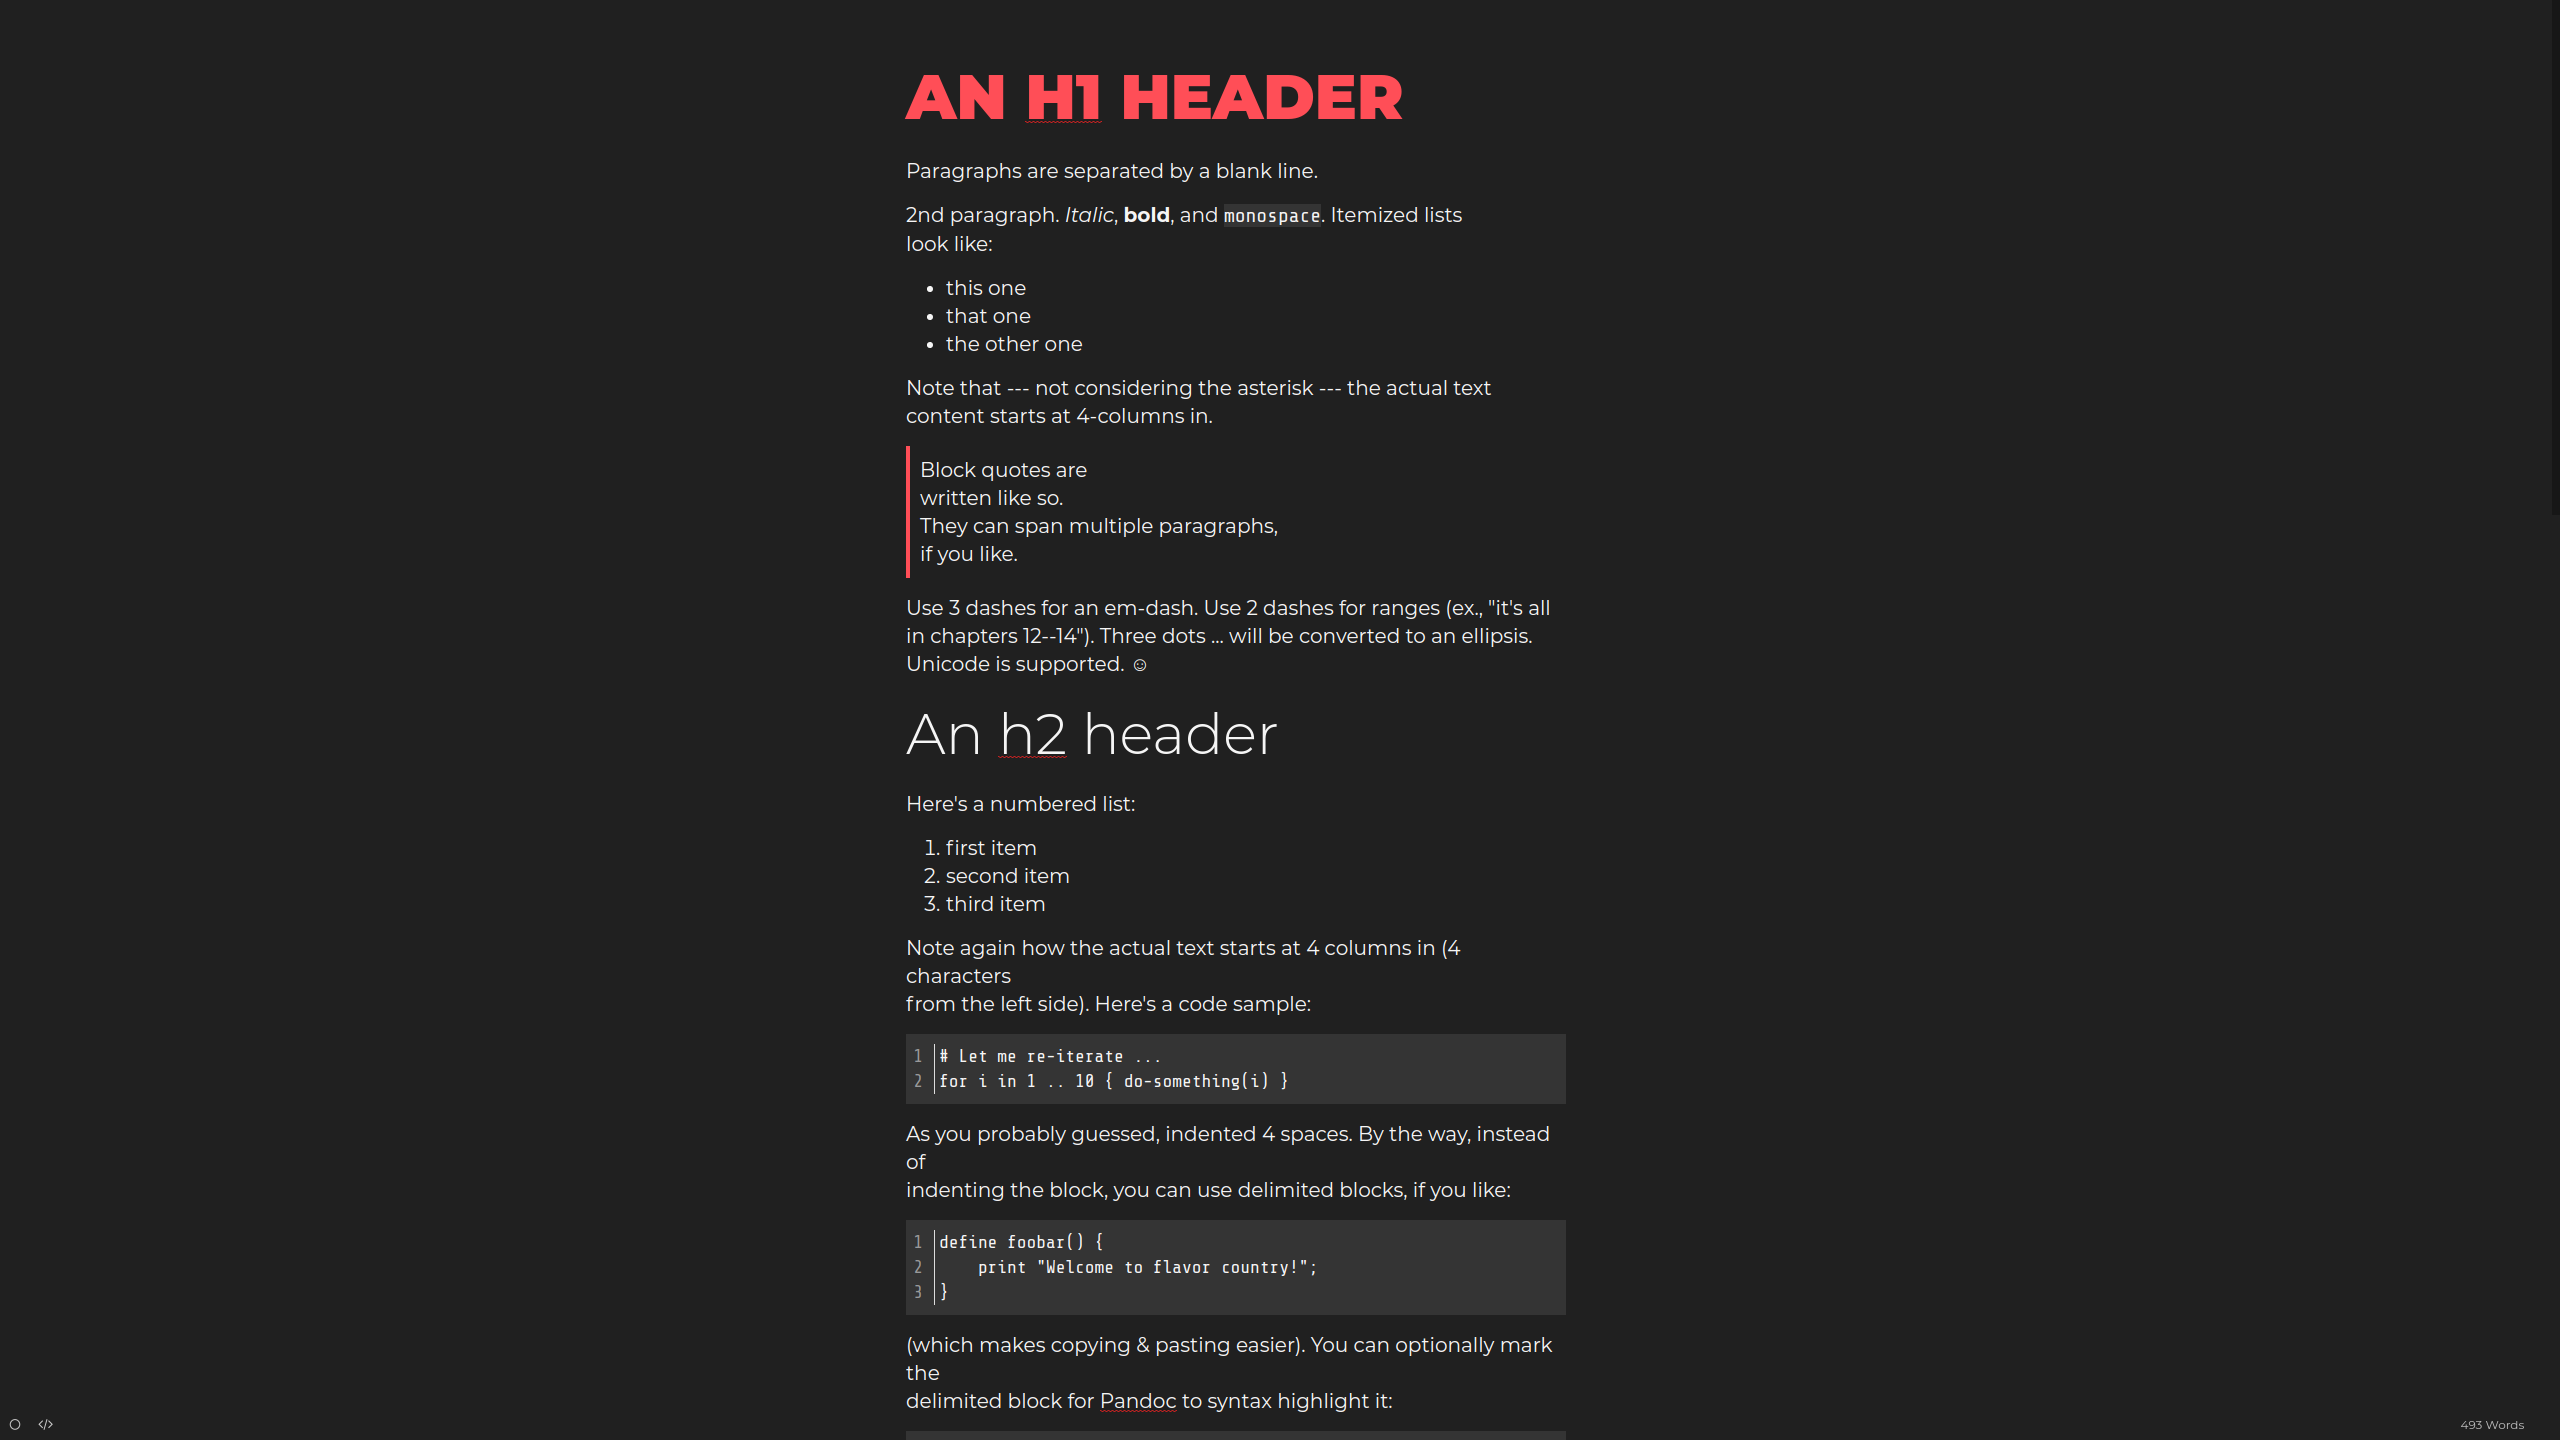 AN H1 HEADER
Paragraphs are separated by a blank line.
2nd paragraph. Italic, bold, and monospace. Itemized lists
look like:
• this one
• that one
• the other one
Note that --- not considering the asterisk --- the actual text
content starts at 4-columns in.
Block quotes are
written like so.
They can span multiple paragraphs,
if you like.
Use 3 dashes for an em-dash. Use 2 dashes for ranges (ex., "it's all
in chapters 12--14"). Three dots ... will be converted to an ellipsis.
Unicode is supported. ☺
An h2 header
Here's a numbered list:
1. first item
2. second item
3. third item
Note again how the actual text starts at 4 columns in (4
characters
from the left side). Here's a code sample:
1 # Let me re-iterate ...
2 for i in 1 .. 10 { do-something(i) }
As you probably guessed, indented 4 spaces. By the way, instead
of
indenting the block, you can use delimited blocks, if you like:
1 define foobar() {
2     print "Welcome to flavor country!";
3 }
(which makes copying & pasting easier). You can optionally mark
the
delimited block for Pandoc to syntax highlight it:
</> 493 Words